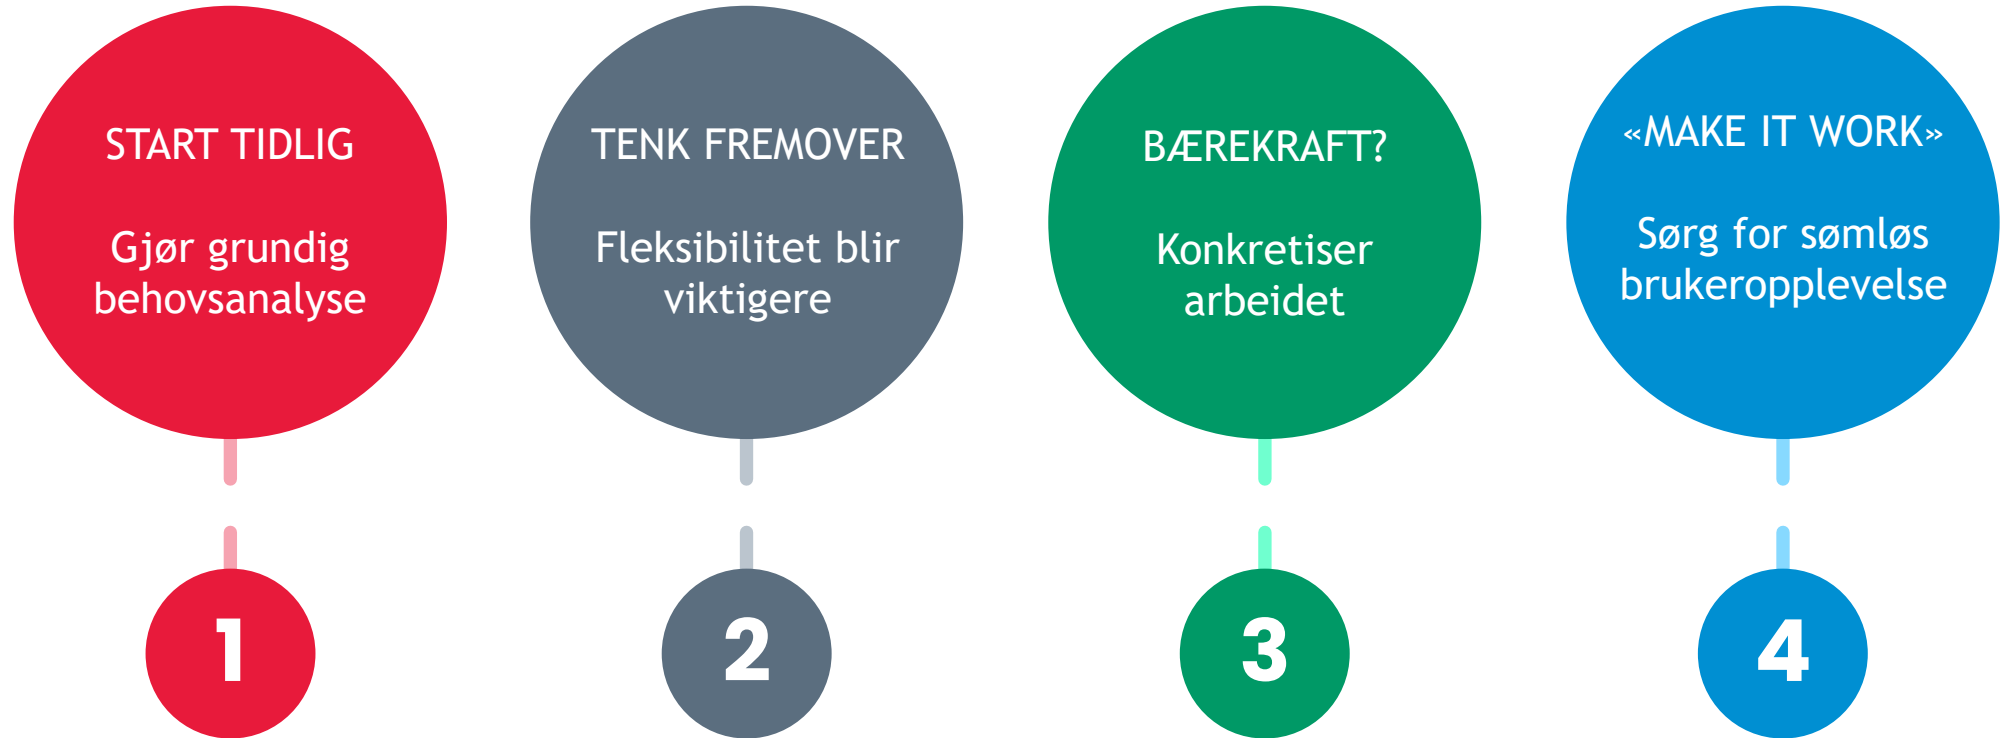 START TIDLIG
Gjør grundig
behovsanalyse
1
TENK FREMOVER
Fleksibilitet blir
viktigere
2
BÆREKRAFT?
Konkretiser
arbeidet
3
«MAKE IT WORK»
Sørg for sømløs
brukeropplevelse
4